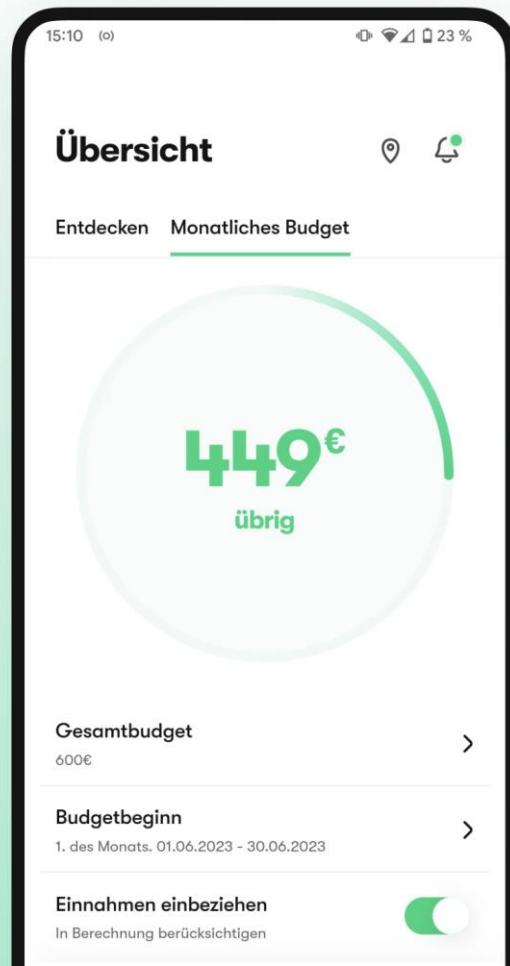 15:10 (o) 23 %
Übersicht
Entdecken Monatliches Budget
449€
übrig
Gesamtbudget
600€
Budgetbeginn
1. des Monats. 01.06.2023 - 30.06.2023
Einnahmen einbeziehen
In Berechnung berücksichtigen